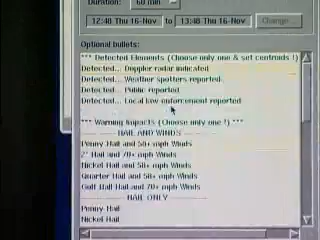 Duration: 60 min
12:48 Thu 16-Nov to 13:48 Thu 16-Nov Change...
Optional bullets:
*** Detected Elements (Choose only one & set centroids !) ***
Detected... Doppler radar indicated
Detected... Weather spotters reported
Detected... Public reported
Detected... Local law enforcement reported
*** Warning Impacts (Choose only one !) ***
HAIL AND WINDS
Penny Hail and 58+ mph Winds
and 70+ mph Winds
Nickel Hail and 58+ mph Winds
Quarter Hail and 58+ mph Winds
Golf Ball Hail and 70+ mph Winds
HAIL ONLY
Penny Hail
Nickel Hail